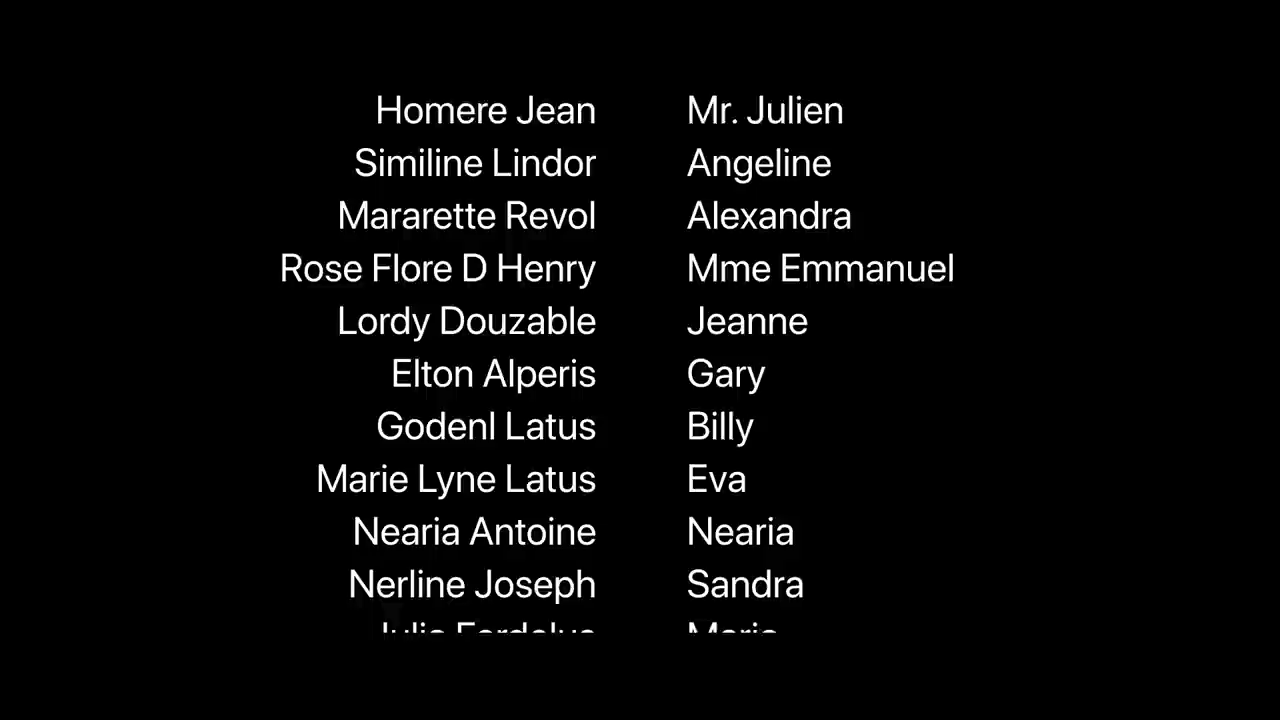 Homere Jean Mr. Julien
Similine Lindor Angeline
Mararette Revol Alexandra
Rose Flore D Henry Mme Emmanuel
Lordy Douzable Jeanne
Elton Alperis Gary
Godenl Latus Billy
Marie Lyne Latus Eva
Nearia Antoine Nearia
Nerline Joseph Sandra